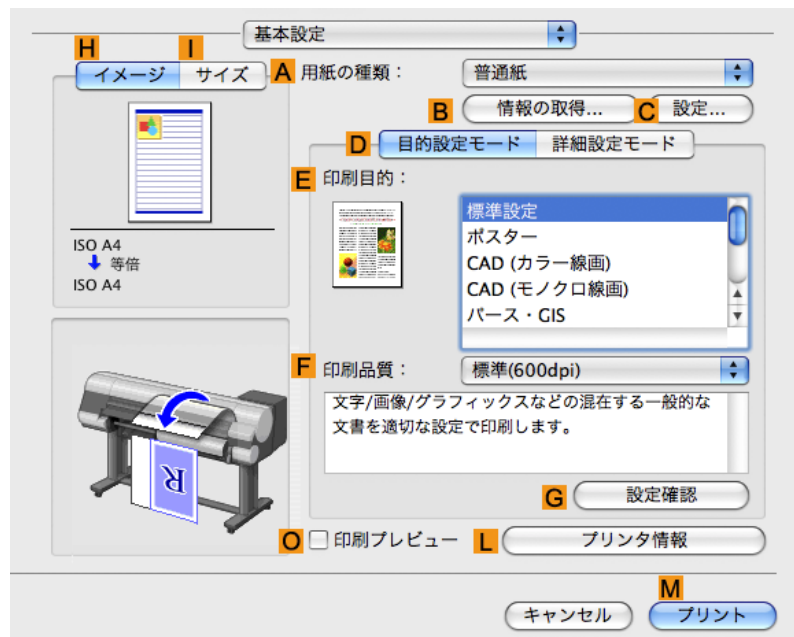 基本設定
H
I
イメージ サイズ
A 用紙の種類： 普通紙
B 情報の取得... C 設定...
D 目的設定モード 詳細設定モード
E 印刷目的：
ISO A4
等倍
ISO A4
標準設定
ポスター
CAD (カラー線画)
CAD (モノクロ線画)
パース・GIS
F 印刷品質： 標準(600dpi)
文字/画像/グラフィックスなどの混在する一般的な
文書を適切な設定で印刷します。
R
G 設定確認
O 印刷プレビュー L プリンタ情報
M
キャンセル プリント